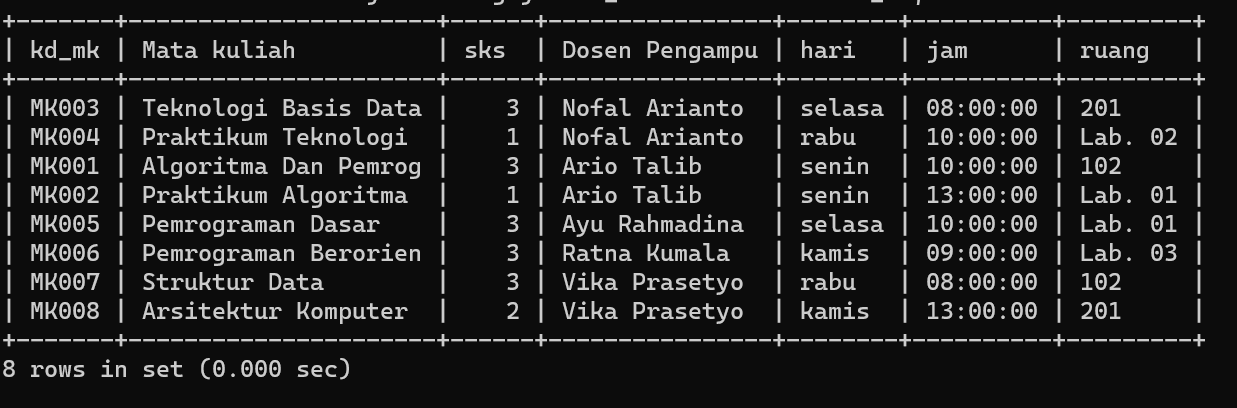 +-------+----------------------+------+----------------+--------+----------+---------+
| kd_mk | Mata kuliah          | sks  | Dosen Pengampu | hari   | jam      | ruang   |
+-------+----------------------+------+----------------+--------+----------+---------+
| MK003 | Teknologi Basis Data |    3 | Nofal Arianto  | selasa | 08:00:00 | 201     |
| MK004 | Praktikum Teknologi  |    1 | Nofal Arianto  | rabu   | 10:00:00 | Lab. 02 |
| MK001 | Algoritma Dan Pemrog |    3 | Ario Talib     | senin  | 10:00:00 | 102     |
| MK002 | Praktikum Algoritma  |    1 | Ario Talib     | senin  | 13:00:00 | Lab. 01 |
| MK005 | Pemrograman Dasar    |    3 | Ayu Rahmadina  | selasa | 10:00:00 | Lab. 01 |
| MK006 | Pemrograman Berorien |    3 | Ratna Kumala   | kamis  | 09:00:00 | Lab. 03 |
| MK007 | Struktur Data        |    3 | Vika Prasetyo  | rabu   | 08:00:00 | 102     |
| MK008 | Arsitektur Komputer  |    2 | Vika Prasetyo  | kamis  | 13:00:00 | 201     |
+-------+----------------------+------+----------------+--------+----------+---------+
8 rows in set (0.000 sec)